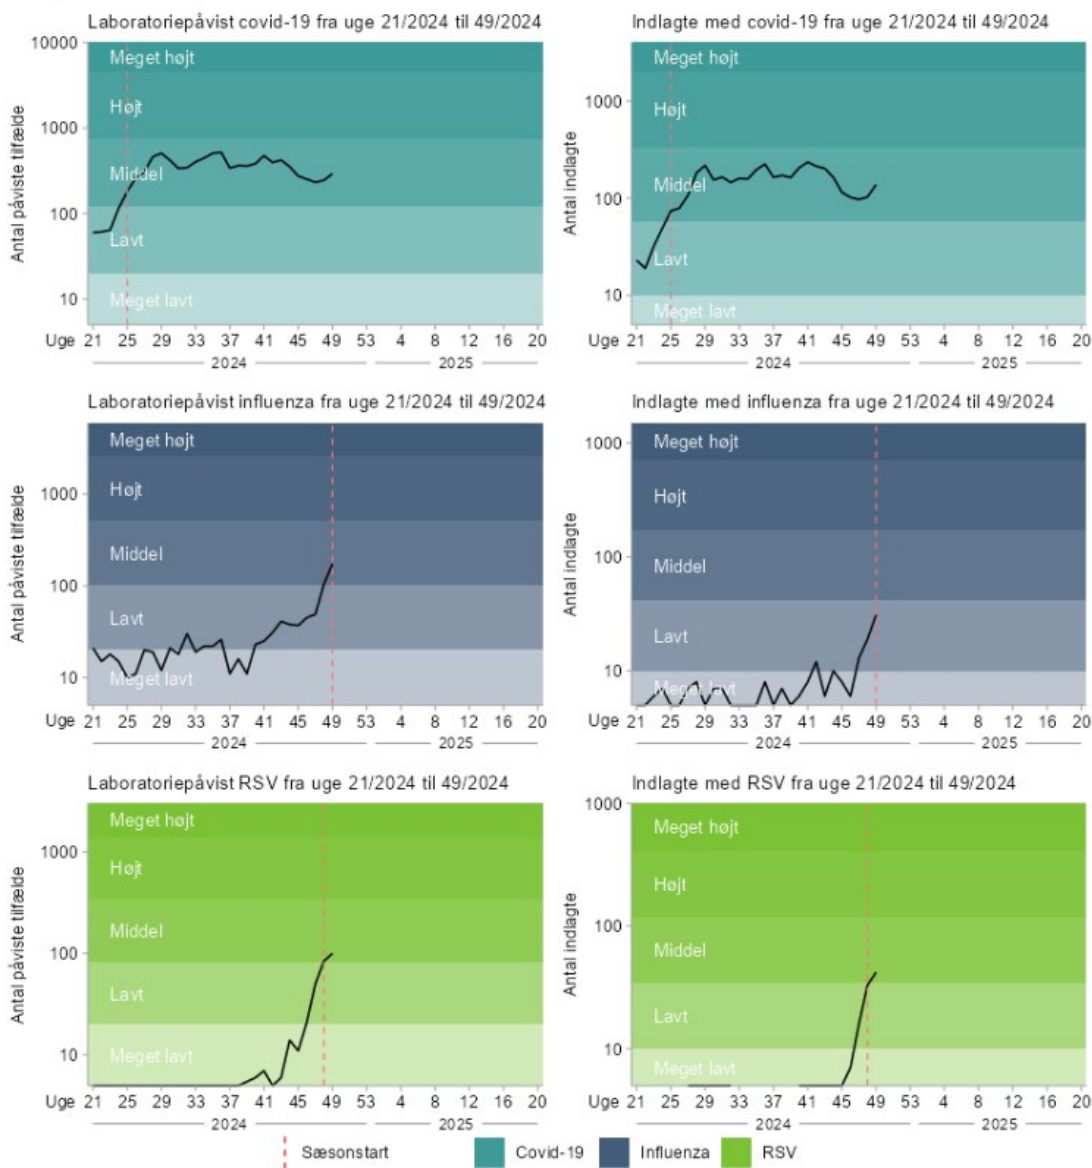 Laboratoriepåvist covid-19 fra uge 21/2024 til 49/2024
Antal påviste tilfælde
10000
1000
100
10
Meget højt
Højt
Middel
Lavt
Meget lavt
Uge 21 25 29 33 37 41 45 49 53 4 8 12 16 20
2024 2025
Indlagte med covid-19 fra uge 21/2024 til 49/2024
Antal indlagte
1000
100
10
Meget højt
Højt
Middel
Lavt
Meget lavt
Uge 21 25 29 33 37 41 45 49 53 4 8 12 16 20
2024 2025
Laboratoriepåvist influenza fra uge 21/2024 til 49/2024
Antal påviste tilfælde
1000
100
10
Meget højt
Højt
Middel
Lavt
Meget lavt
Uge 21 25 29 33 37 41 45 49 53 4 8 12 16 20
2024 2025
Indlagte med influenza fra uge 21/2024 til 49/2024
Antal indlagte
1000
100
10
Meget højt
Højt
Middel
Lavt
Meget lavt
Uge 21 25 29 33 37 41 45 49 53 4 8 12 16 20
2024 2025
Laboratoriepåvist RSV fra uge 21/2024 til 49/2024
Antal påviste tilfælde
1000
100
10
Meget højt
Højt
Middel
Lavt
Meget lavt
Uge 21 25 29 33 37 41 45 49 53 4 8 12 16 20
2024 2025
Indlagte med RSV fra uge 21/2024 til 49/2024
Antal indlagte
1000
100
10
Meget højt
Højt
Middel
Lavt
Meget lavt
Uge 21 25 29 33 37 41 45 49 53 4 8 12 16 20
2024 2025
Sæsonstart Covid-19 Influenza RSV